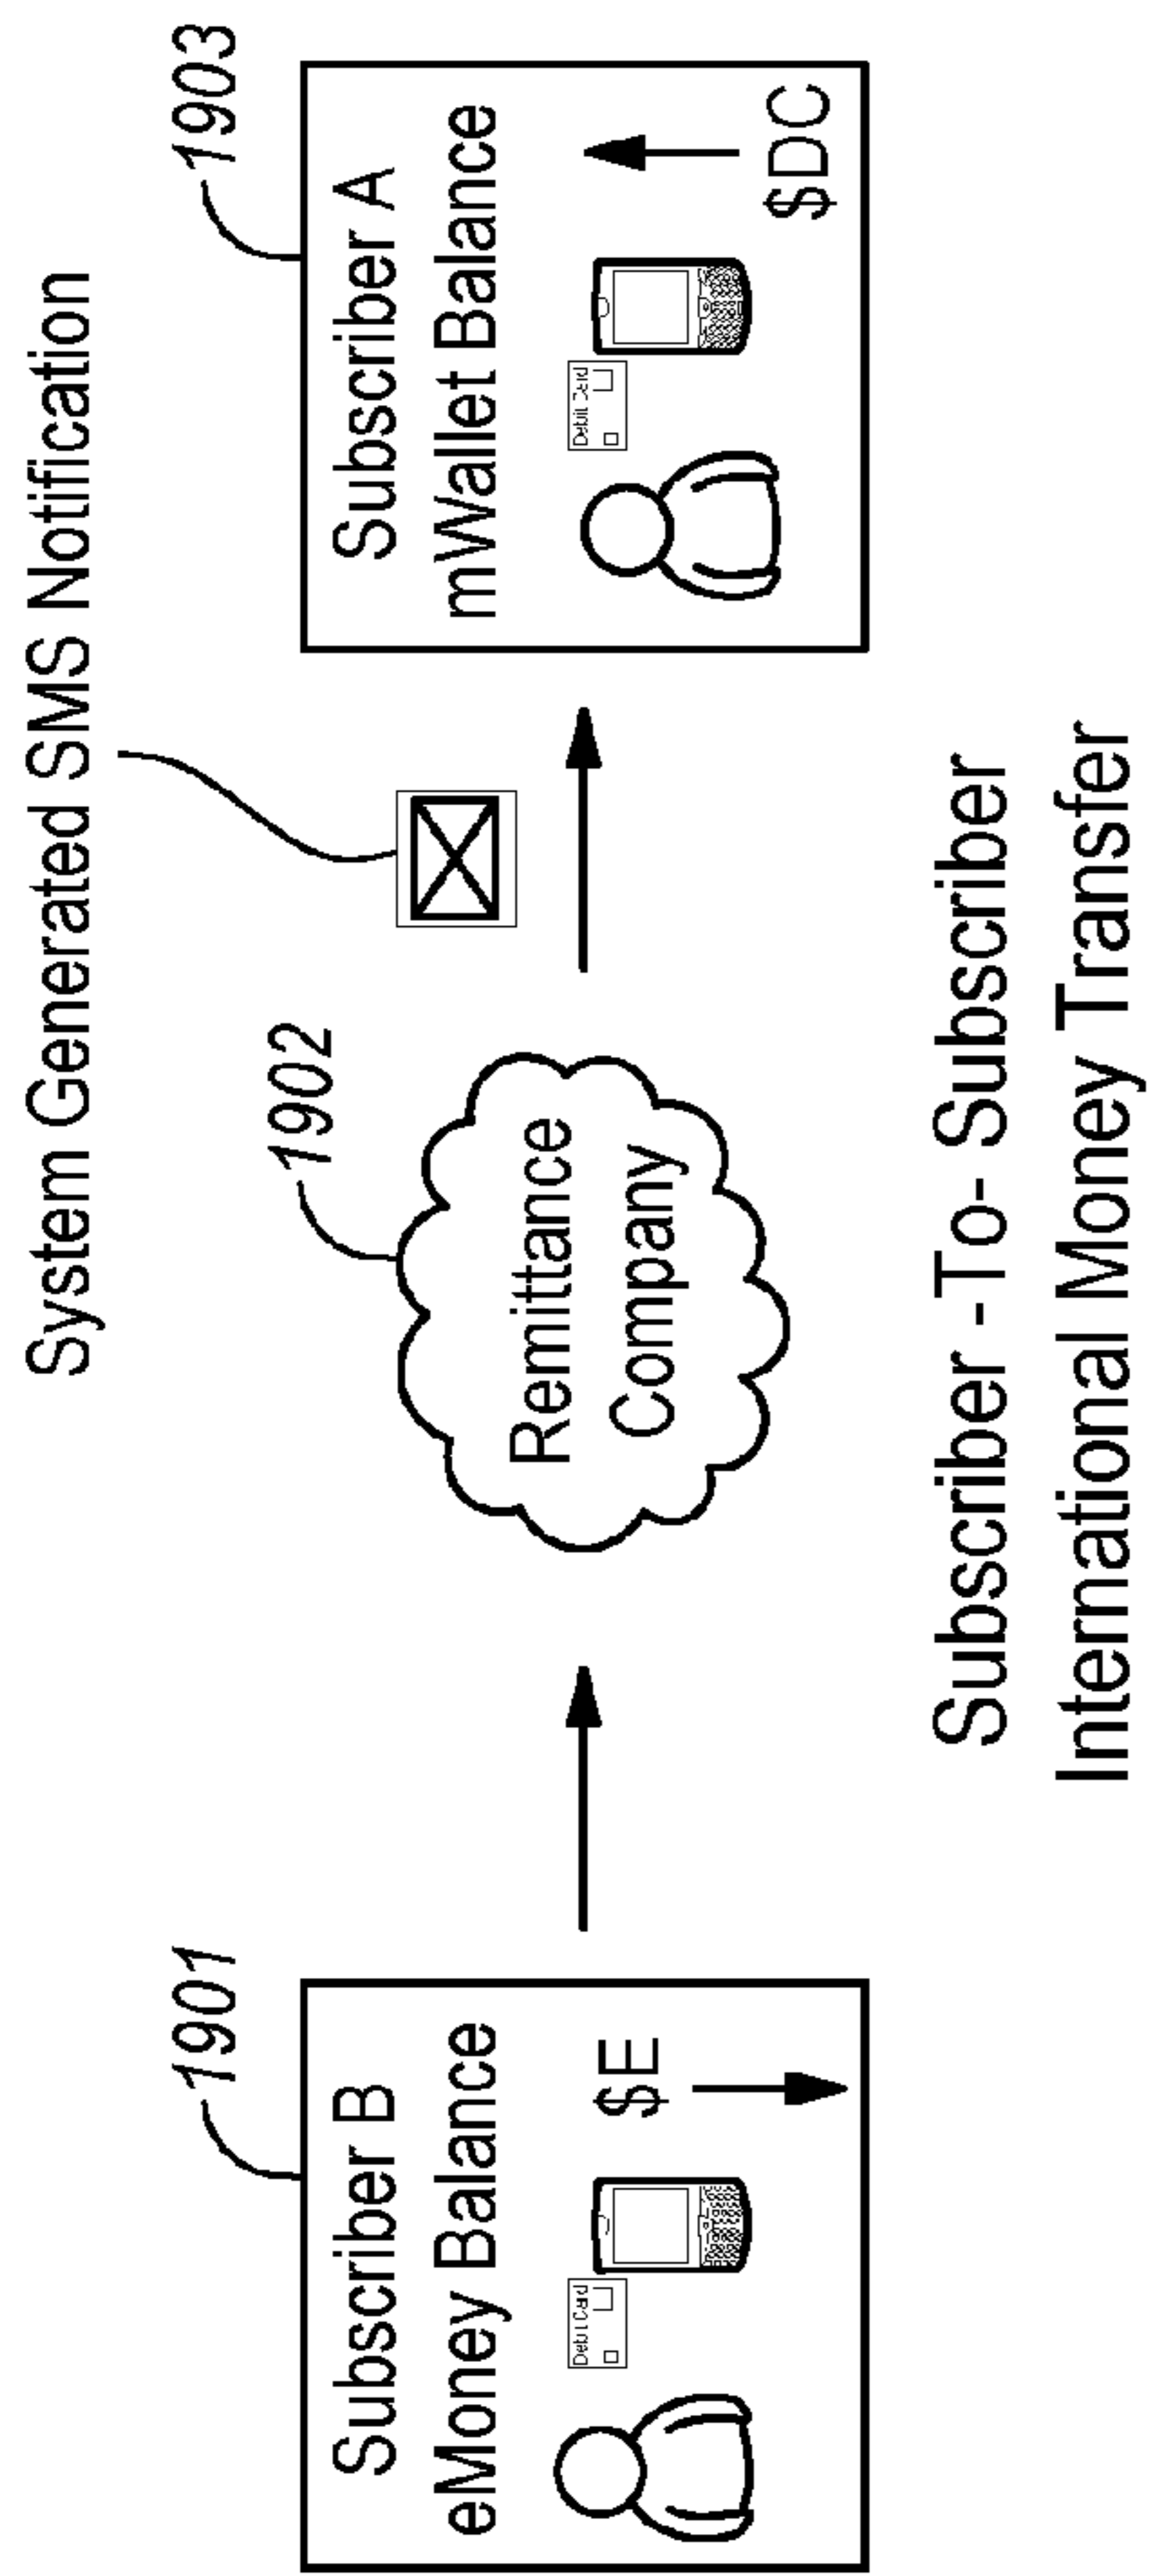 System Generated SMS Notification
1901
Subscriber B
eMoney Balance
Debit Card
$E
1902
Remittance
Company
1903
Subscriber A
mWallet Balance
Debit Card
$DC
Subscriber -To- Subscriber
International Money Transfer